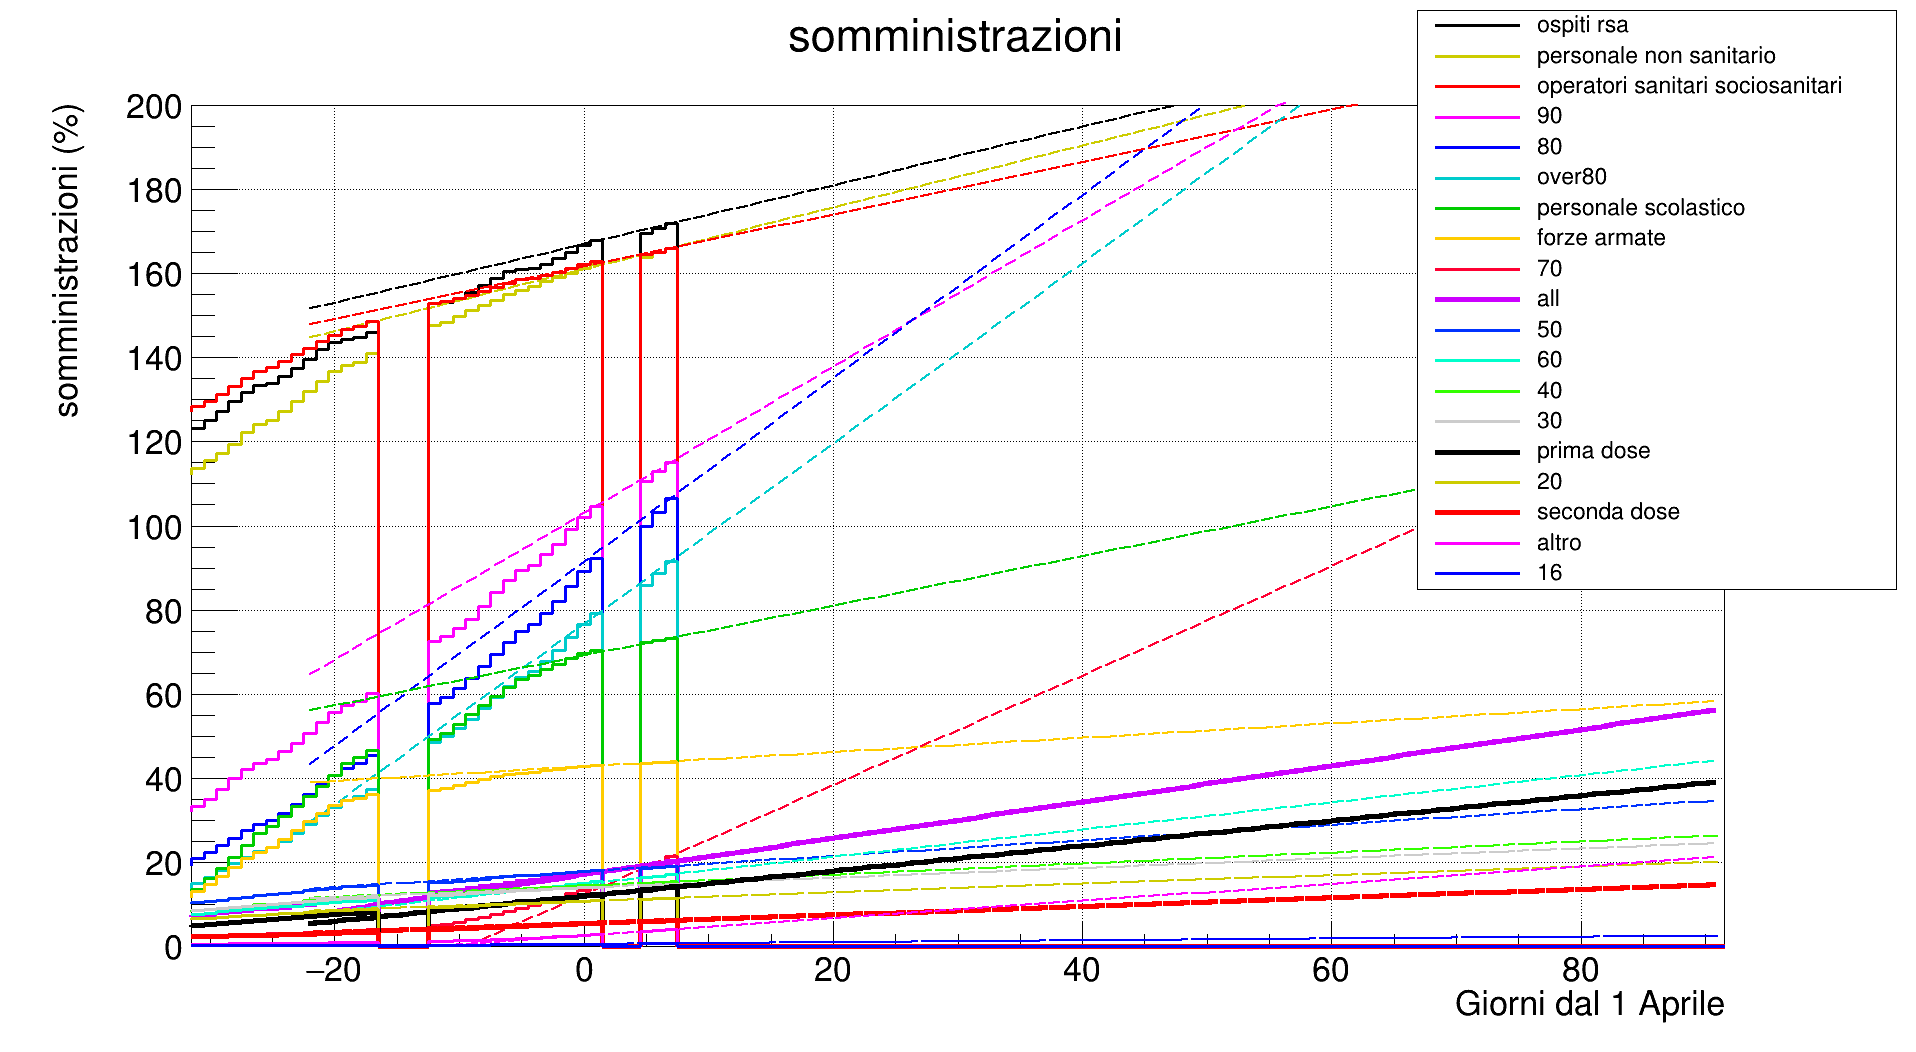 somministrazioni
somministrazioni (%)
200
180
160
140
120
100
80
60
40
20
0
−20
0
20
40
60
80
Giorni dal 1 Aprile
ospiti rsa
personale non sanitario
operatori sanitari sociosanitari
90
80
over80
personale scolastico
forze armate
70
all
50
60
40
30
prima dose
20
seconda dose
altro
16